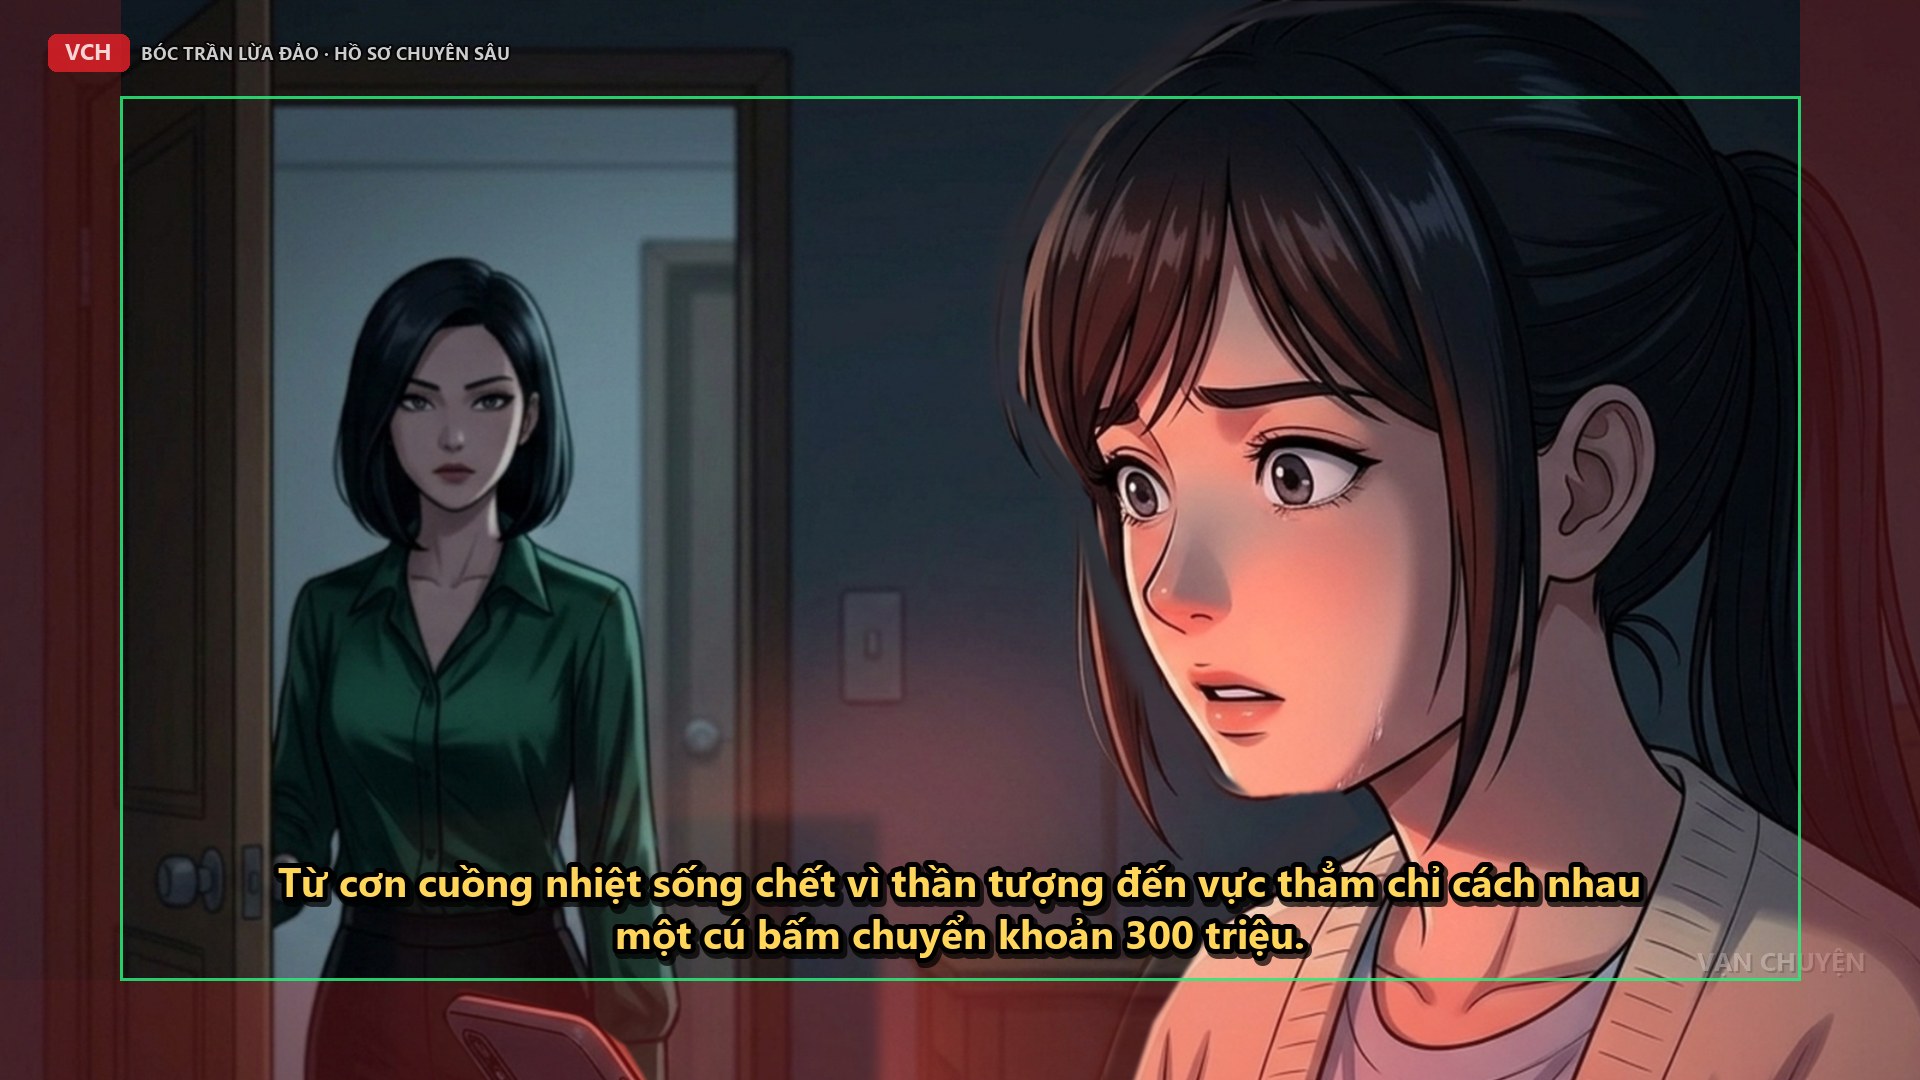 VCH BÓC TRẦN LỪA ĐẢO · HỒ SƠ CHUYÊN SÂU
Từ cơn cuồng nhiệt sống chết vì thần tượng đến vực thẳm chỉ cách nhau
một cú bấm chuyển khoản 300 triệu.
VẠN CHUYỆN